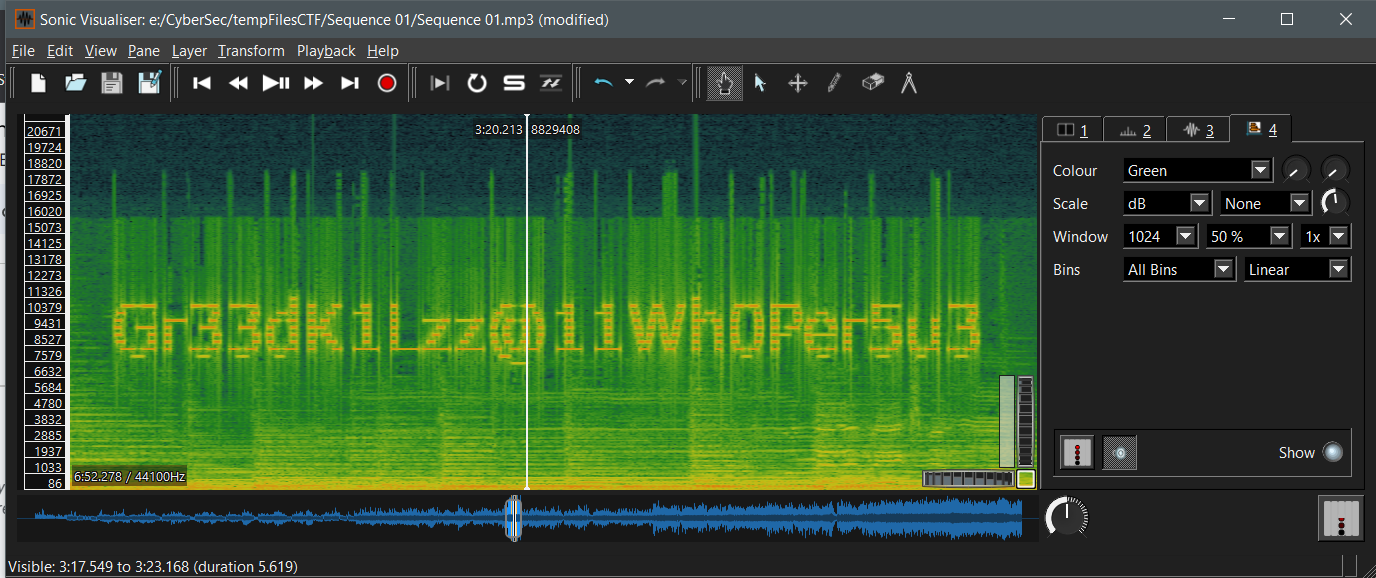 Sonic Visualiser: e:/CyberSec/tempFilesCTF/Sequence 01/Sequence 01.mp3 (modified)
File Edit View Pane Layer Transform Playback Help
3:20.213 8829408
20671
19724
18820
17872
16925
16020
15073
14125
13178
12273
11326
10379
9431
8527
7579
6632
5684
4780
3832
2885
1937
1033
86
Gr33dK1Lzz@11Wh0Per5u3
6:52.278 / 44100Hz
1 2 3 4
Colour Green
Scale dB None
Window 1024 50 % 1x
Bins All Bins Linear
Show
Visible: 3:17.549 to 3:23.168 (duration 5.619)